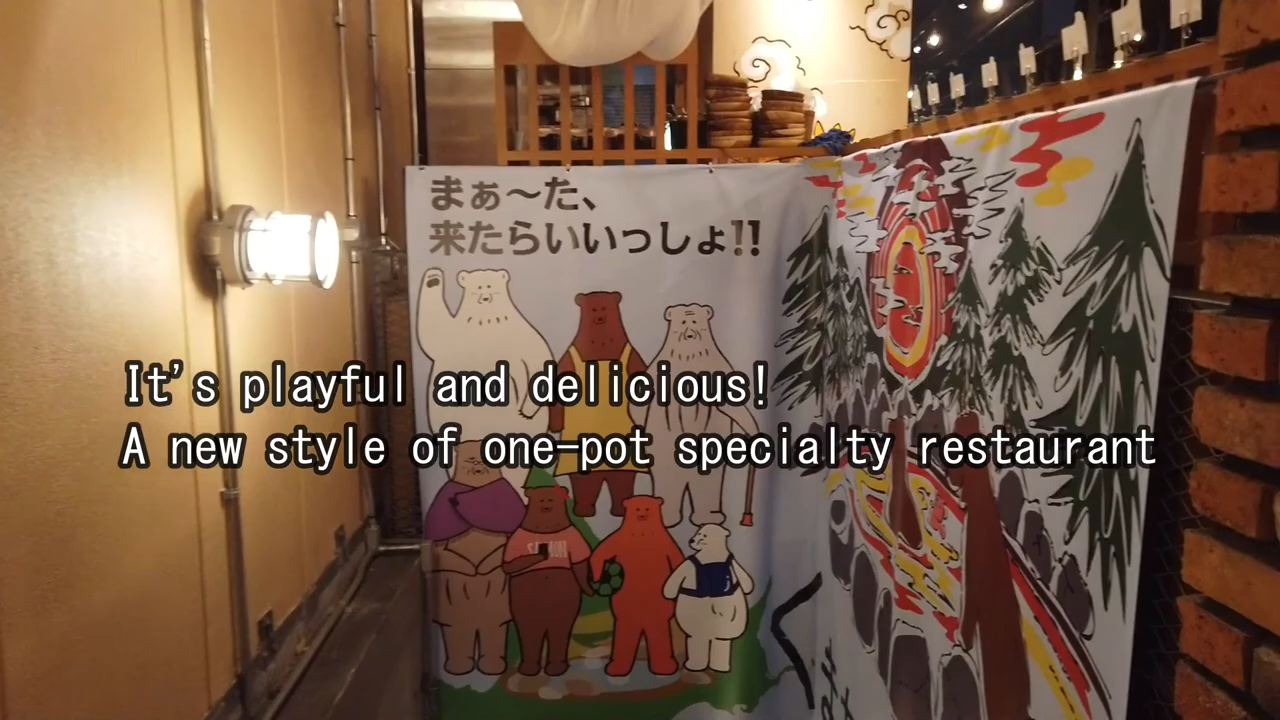 まぁ～た、
来たらいいっしょ!!
It's playful and delicious!
A new style of one-pot specialty restaurant